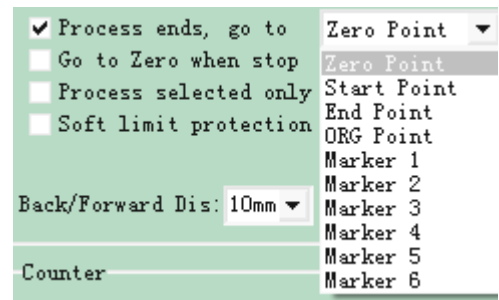 Process ends, go to
Zero Point
Go to Zero when stop
Zero Point
Process selected only
Start Point
End Point
Soft limit protection
ORG Point
Marker 1
Marker 2
Back/Forward Dis: 10mm
Marker 3
Marker 4
Marker 5
Counter
Marker 6